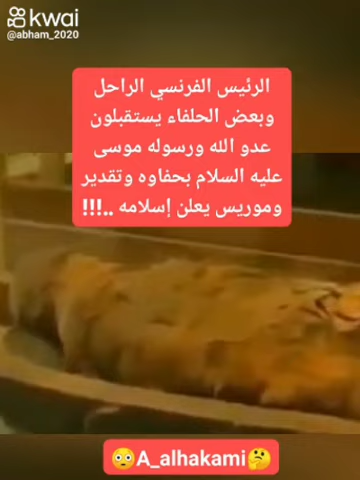 kwai
@abham_2020
الرئيس الفرنسي الراحل
وبعض الحلفاء يستقبلون
عدو الله ورسوله موسى
عليه السلام بحفاوه وتقدير
وموريس يعلن إسلامه ..!!!
😳A_alhakami🤔